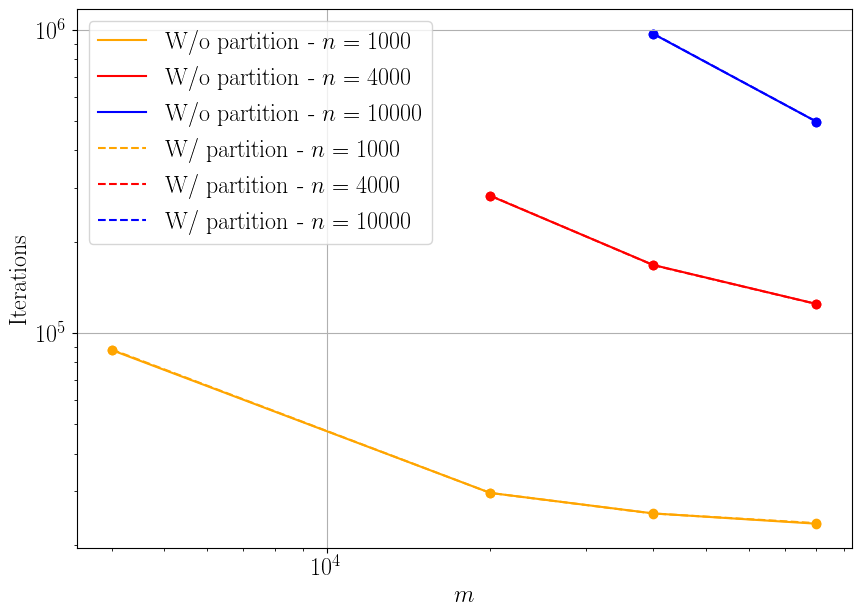 10^6
W/o partition - n = 1000
W/o partition - n = 4000
W/o partition - n = 10000
W/ partition - n = 1000
W/ partition - n = 4000
W/ partition - n = 10000
Iterations
10^5
10^4
m